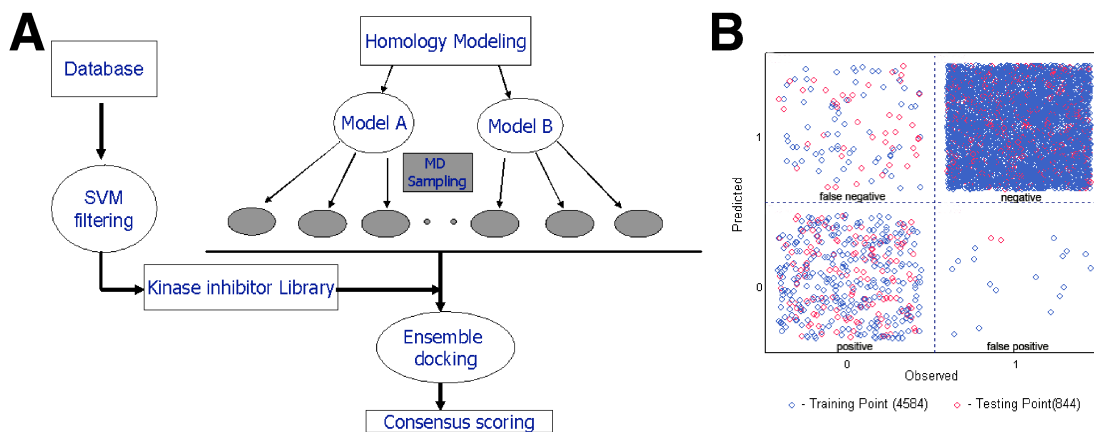 A
Database
SVM
filtering
Kinase inhibitor Library
Homology Modeling
Model A
Model B
MD
Sampling
Ensemble
docking
Consensus scoring
B
Predicted
1
0
false negative
negative
positive
false positive
0
1
Observed
- Training Point (4584)
- Testing Point(844)